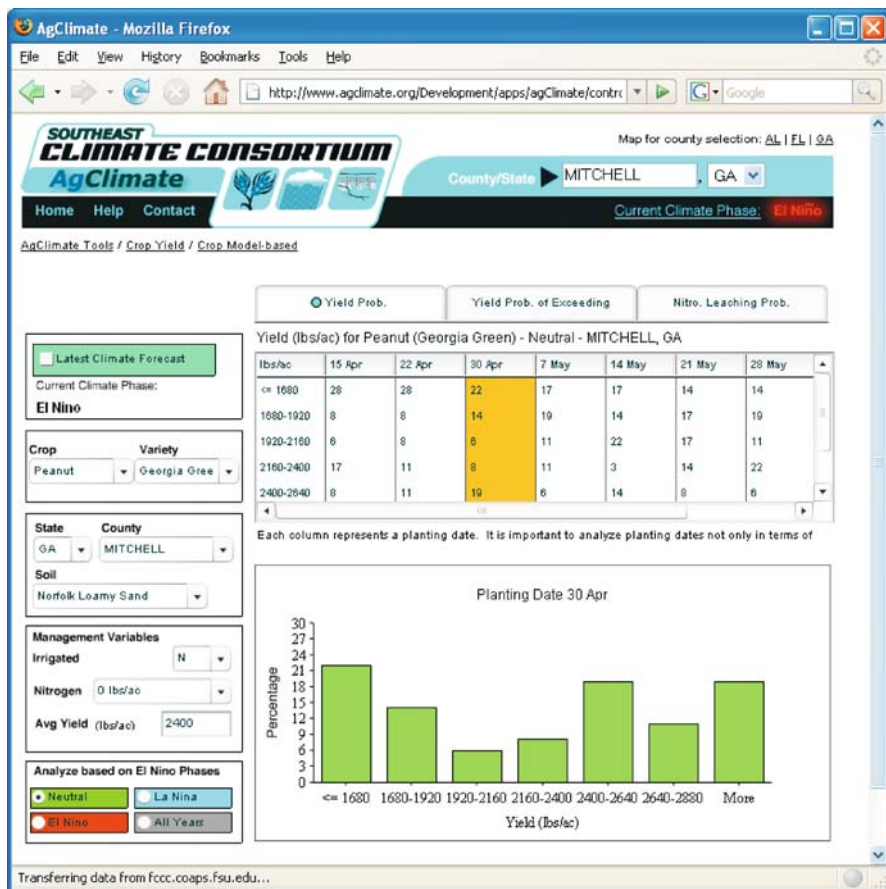 AgClimate - Mozilla Firefox
File Edit View History Bookmarks Tools Help
http://www.agclimate.org/Development/apps/agClimate/contro G Google
SOUTHEAST
CLIMATE CONSORTIUM
AgClimate
Map for county selection: AL | FL | GA
County/State MITCHELL , GA
Home Help Contact
Current Climate Phase: El Niño
AgClimate Tools / Crop Yield / Crop Model-based
Yield Prob. Yield Prob. of Exceeding Nitro. Leaching Prob.
Latest Climate Forecast
Current Climate Phase:
El Nino
Crop Variety
Peanut Georgia Gree
State County
GA MITCHELL
Soil
Norfolk Loamy Sand
Management Variables
Irrigated N
Nitrogen 0 lbs/ac
Avg Yield (lbs/ac) 2400
Analyze based on El Nino Phases
Neutral La Nina
El Nino All Years
Yield (lbs/ac) for Peanut (Georgia Green) - Neutral - MITCHELL, GA
lbs/ac 15 Apr 22 Apr 30 Apr 7 May 14 May 21 May 28 May
<= 1680 28 28 22 17 17 14 14
1680-1920 8 8 14 19 14 17 19
1920-2160 6 8 6 11 22 17 11
2160-2400 17 11 8 11 3 14 22
2400-2640 8 11 19 6 14 8 6
Each column represents a planting date. It is important to analyze planting dates not only in terms of
Planting Date 30 Apr
Percentage
30
27
24
21
18
15
12
9
6
3
0
<= 1680 1680-1920 1920-2160 2160-2400 2400-2640 2640-2880 More
Yield (lbs/ac)
Transferring data from fccc.coaps.fsu.edu...